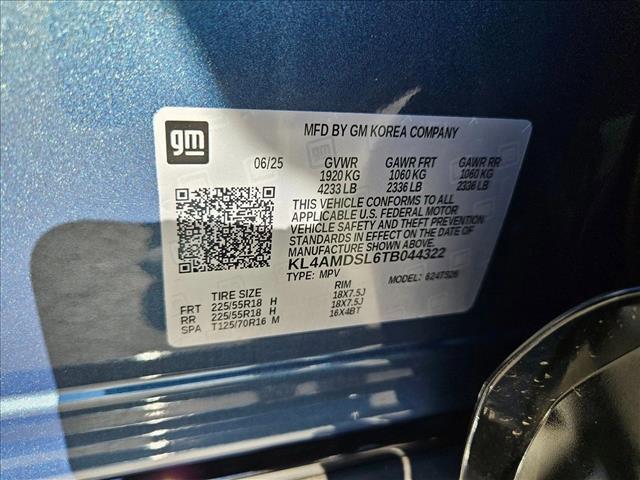 gm
MFD BY GM KOREA COMPANY
06/25 GVWR GAWR FRT GAWR RR
1920 KG 1060 KG 1060 KG
4233 LB 2336 LB 2336 LB
THIS VEHICLE CONFORMS TO ALL
APPLICABLE U.S. FEDERAL MOTOR
VEHICLE SAFETY AND THEFT PREVENTION
STANDARDS IN EFFECT ON THE DATE OF
MANUFACTURE SHOWN ABOVE.
KL4AMDSL6TB044322
TYPE: MPV MODEL: 624TS26
TIRE SIZE RIM
FRT 225/55R18 H 18X7.5J
RR 225/55R18 H 18X7.5J
SPA T125/70R16 M 16X4BT